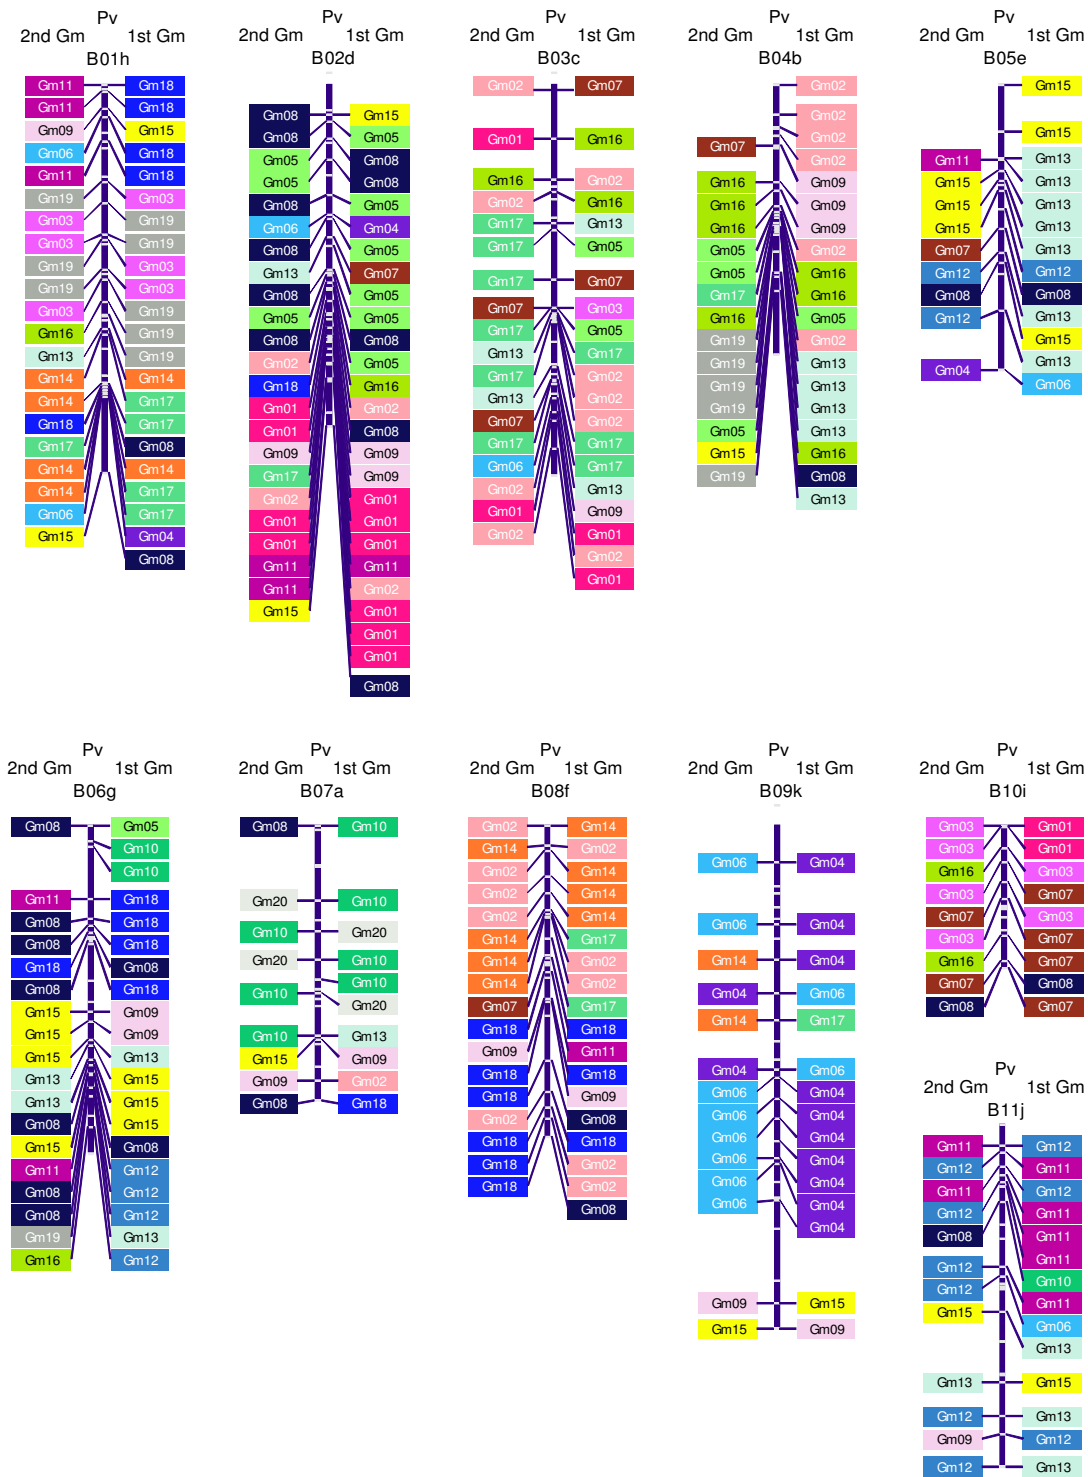 Pv
2nd Gm 1st Gm
B01h
Gm11 Gm18
Gm11 Gm18
Gm09 Gm15
Gm06 Gm18
Gm11 Gm18
Gm19 Gm03
Gm03 Gm19
Gm03 Gm19
Gm19 Gm03
Gm19 Gm03
Gm03 Gm19
Gm16 Gm19
Gm13 Gm19
Gm14 Gm14
Gm14 Gm17
Gm18 Gm17
Gm17 Gm08
Gm14 Gm14
Gm14 Gm17
Gm06 Gm17
Gm15 Gm04
Gm08
Pv
2nd Gm 1st Gm
B02d
Gm08 Gm15
Gm08 Gm05
Gm05 Gm08
Gm05 Gm08
Gm08 Gm05
Gm06 Gm04
Gm08 Gm05
Gm13 Gm07
Gm08 Gm05
Gm05 Gm05
Gm08 Gm08
Gm02 Gm05
Gm18 Gm16
Gm01 Gm02
Gm01 Gm08
Gm09 Gm09
Gm17 Gm09
Gm02 Gm01
Gm01 Gm01
Gm01 Gm01
Gm11 Gm11
Gm11 Gm02
Gm15 Gm01
Gm01
Gm01
Gm08
Pv
2nd Gm 1st Gm
B03c
Gm02 Gm07
Gm01 Gm16
Gm16 Gm02
Gm02 Gm16
Gm17 Gm13
Gm17 Gm05
Gm17 Gm07
Gm07 Gm03
Gm17 Gm05
Gm13 Gm17
Gm17 Gm02
Gm13 Gm02
Gm07 Gm02
Gm17 Gm17
Gm06 Gm13
Gm02 Gm09
Gm01 Gm01
Gm02 Gm02
Gm01
Pv
2nd Gm 1st Gm
B04b
Gm02
Gm02
Gm02
Gm07 Gm02
Gm16 Gm09
Gm16 Gm09
Gm16 Gm09
Gm05 Gm02
Gm05 Gm16
Gm17 Gm16
Gm16 Gm05
Gm19 Gm02
Gm19 Gm13
Gm19 Gm13
Gm19 Gm13
Gm05 Gm13
Gm15 Gm16
Gm19 Gm08
Gm13
Pv
2nd Gm 1st Gm
B05e
Gm15
Gm15
Gm11 Gm13
Gm15 Gm13
Gm15 Gm13
Gm15 Gm13
Gm07 Gm13
Gm12 Gm12
Gm08 Gm08
Gm12 Gm13
Gm15
Gm04 Gm13
Gm06
Pv
2nd Gm 1st Gm
B06g
Gm08 Gm05
Gm10
Gm10
Gm11 Gm18
Gm08 Gm18
Gm08 Gm18
Gm18 Gm08
Gm08 Gm18
Gm15 Gm09
Gm15 Gm09
Gm15 Gm13
Gm13 Gm15
Gm13 Gm15
Gm08 Gm15
Gm15 Gm08
Gm11 Gm12
Gm08 Gm12
Gm08 Gm12
Gm19 Gm13
Gm16 Gm12
Pv
2nd Gm 1st Gm
B07a
Gm08 Gm10
Gm20 Gm10
Gm10 Gm20
Gm20 Gm10
Gm10
Gm10 Gm20
Gm10 Gm13
Gm15 Gm09
Gm09 Gm02
Gm08 Gm18
Pv
2nd Gm 1st Gm
B08f
Gm02 Gm14
Gm14 Gm02
Gm02 Gm14
Gm02 Gm14
Gm02 Gm14
Gm14 Gm17
Gm14 Gm02
Gm14 Gm02
Gm07 Gm17
Gm18 Gm18
Gm09 Gm11
Gm18 Gm18
Gm18 Gm09
Gm02 Gm08
Gm18 Gm18
Gm18 Gm02
Gm18 Gm02
Gm08
Pv
2nd Gm 1st Gm
B09k
Gm06 Gm04
Gm06 Gm04
Gm14 Gm04
Gm04 Gm06
Gm14 Gm17
Gm04 Gm06
Gm06 Gm04
Gm06 Gm04
Gm06 Gm04
Gm06 Gm04
Gm06 Gm04
Gm06 Gm04
Gm04
Gm09 Gm15
Gm15 Gm09
Pv
2nd Gm 1st Gm
B10i
Gm03 Gm01
Gm03 Gm01
Gm16 Gm03
Gm03 Gm07
Gm07 Gm03
Gm03 Gm07
Gm16 Gm07
Gm07 Gm08
Gm08 Gm07
Pv
2nd Gm 1st Gm
B11j
Gm11 Gm12
Gm12 Gm11
Gm11 Gm12
Gm12 Gm11
Gm08 Gm11
Gm11
Gm12 Gm10
Gm12 Gm11
Gm15 Gm06
Gm13
Gm13 Gm15
Gm12 Gm13
Gm09 Gm12
Gm12 Gm13